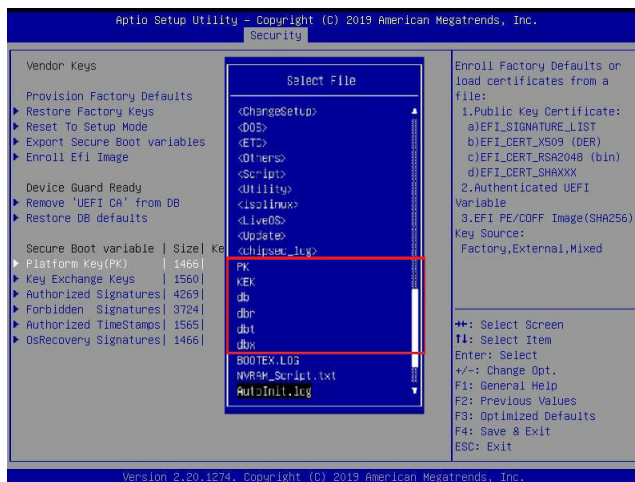 Aptio Setup Utility – Copyright (C) 2019 American Megatrends, Inc.
Security
Vendor Keys
Provision Factory Defaults
Restore Factory Keys
Reset To Setup Mode
Export Secure Boot variables
Enroll Efi Image
Device Guard Ready
Remove 'UEFI CA' from DB
Restore DB defaults
Secure Boot variable | Size| Ke
Platform Key(PK) | 1466|
Key Exchange Keys | 1560|
Authorized Signatures| 4269|
Forbidden Signatures| 3724|
Authorized TimeStamps| 1565|
OsRecovery Signatures| 1466|
Select File
<ChangeSetup>
<DOS>
<ETC>
<Others>
<Script>
<Utility>
<isolinux>
<LiveOS>
<Update>
<chipsec_log>
PK
KEK
db
dbr
dbt
dbx
BOOTEX.LOG
NVRAM_Script.txt
AutoInit.log
Enroll Factory Defaults or
load certificates from a
file:
1.Public Key Certificate:
a)EFI_SIGNATURE_LIST
b)EFI_CERT_X509 (DER)
c)EFI_CERT_RSA2048 (bin)
d)EFI_CERT_SHAXXX
2.Authenticated UEFI
Variable
3.EFI PE/COFF Image(SHA256)
Key Source:
Factory,External,Mixed
→←: Select Screen
↑↓: Select Item
Enter: Select
+/-: Change Opt.
F1: General Help
F2: Previous Values
F3: Optimized Defaults
F4: Save & Exit
ESC: Exit
Version 2.20.1274. Copyright (C) 2019 American Megatrends, Inc.